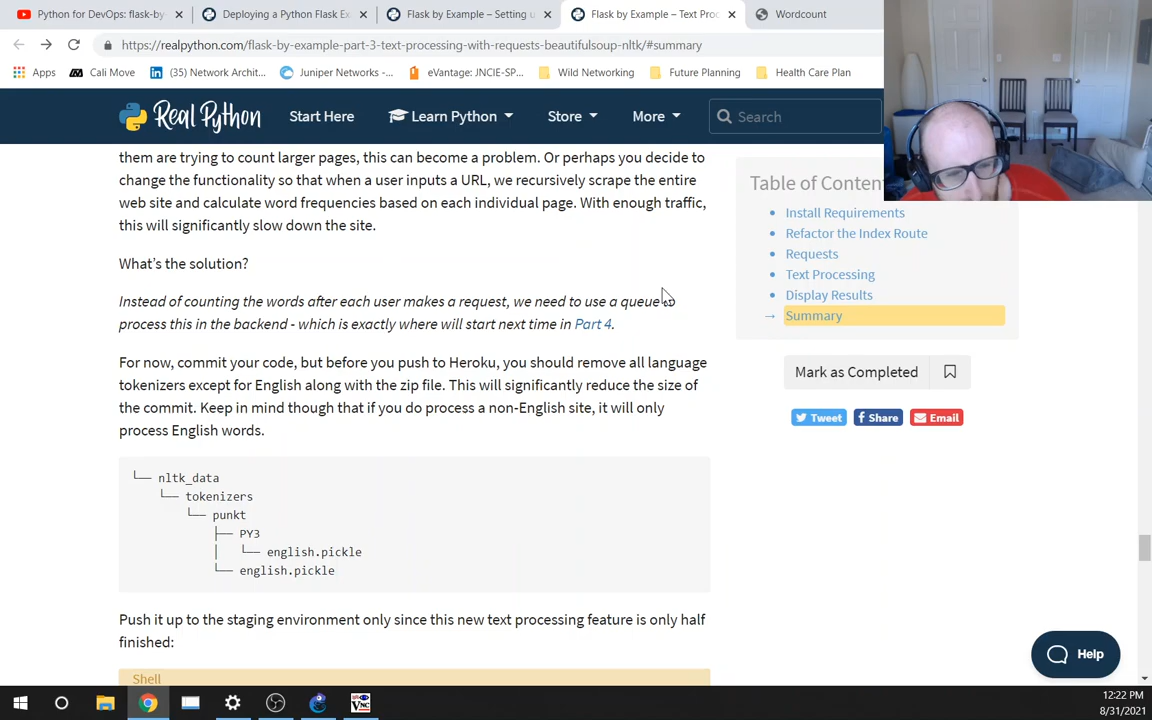 Python for DevOps: flask-by
Deploying a Python Flask Ex
Flask by Example – Setting u
Flask by Example – Text Proc
Wordcount
https://realpython.com/flask-by-example-part-3-text-processing-with-requests-beautifulsoup-nltk/#summary
Apps
Cali Move
(35) Network Archit...
Juniper Networks -...
eVantage: JNCIE-SP...
Wild Networking
Future Planning
Health Care Plan
Real Python
Start Here
Learn Python
Store
More
Search
them are trying to count larger pages, this can become a problem. Or perhaps you decide to
change the functionality so that when a user inputs a URL, we recursively scrape the entire
web site and calculate word frequencies based on each individual page. With enough traffic,
this will significantly slow down the site.
What's the solution?
Instead of counting the words after each user makes a request, we need to use a queue to
process this in the backend - which is exactly where will start next time in Part 4.
For now, commit your code, but before you push to Heroku, you should remove all language
tokenizers except for English along with the zip file. This will significantly reduce the size of
the commit. Keep in mind though that if you do process a non-English site, it will only
process English words.
└── nltk_data
└── tokenizers
└── punkt
├── PY3
│ └── english.pickle
└── english.pickle
Push it up to the staging environment only since this new text processing feature is only half
finished:
Shell
Table of Conten
Install Requirements
Refactor the Index Route
Requests
Text Processing
Display Results
→ Summary
Mark as Completed
Tweet
Share
Email
Help
12:22 PM
8/31/2021